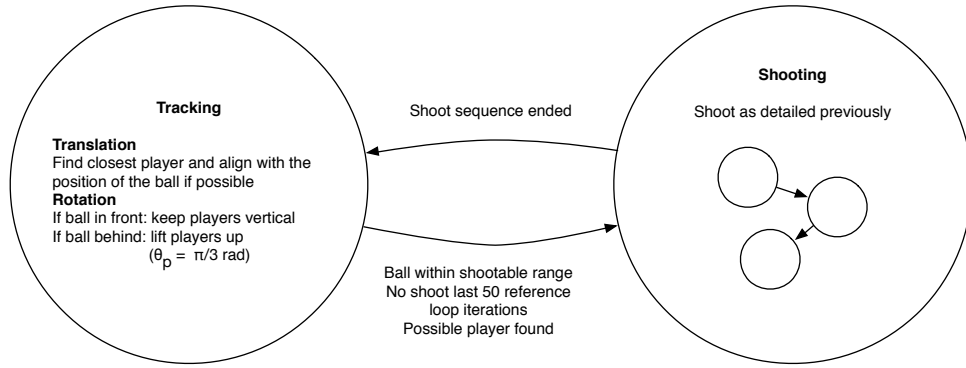 Tracking
Translation
Find closest player and align with the
position of the ball if possible
Rotation
If ball in front: keep players vertical
If ball behind: lift players up
(θp = π/3 rad)
Shoot sequence ended
Ball within shootable range
No shoot last 50 reference
loop iterations
Possible player found
Shooting
Shoot as detailed previously